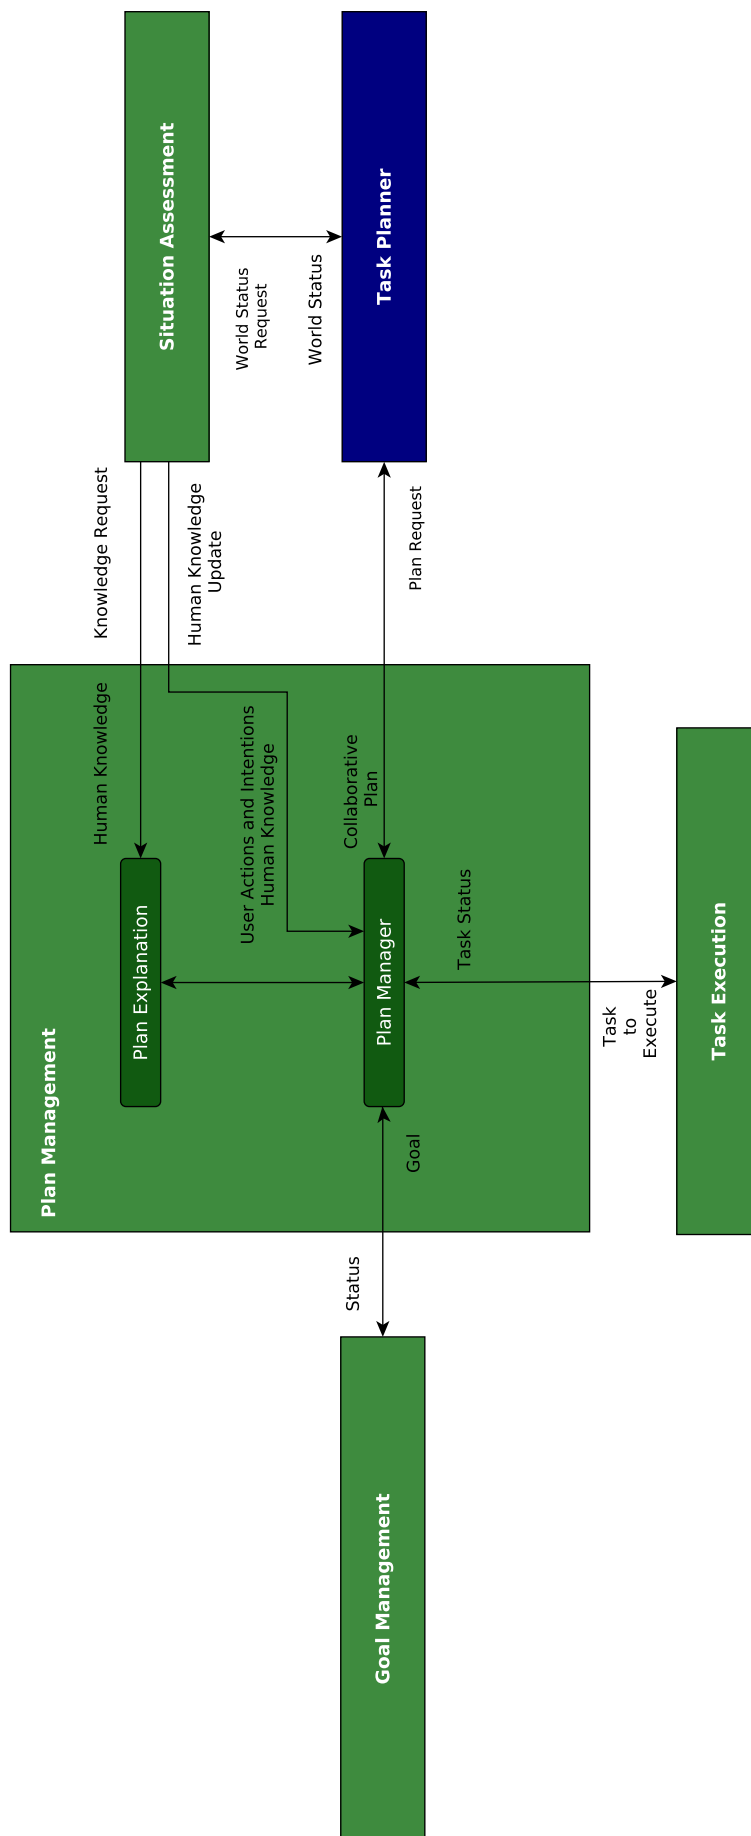 Situation Assessment
Task Planner
World Status
Request
World Status
Knowledge Request
Human Knowledge
Update
Plan Request
Human Knowledge
User Actions and Intentions
Human Knowledge
Collaborative
Plan
Plan Explanation
Plan Manager
Task Status
Task
to
Execute
Task Execution
Plan Management
Goal
Status
Goal Management